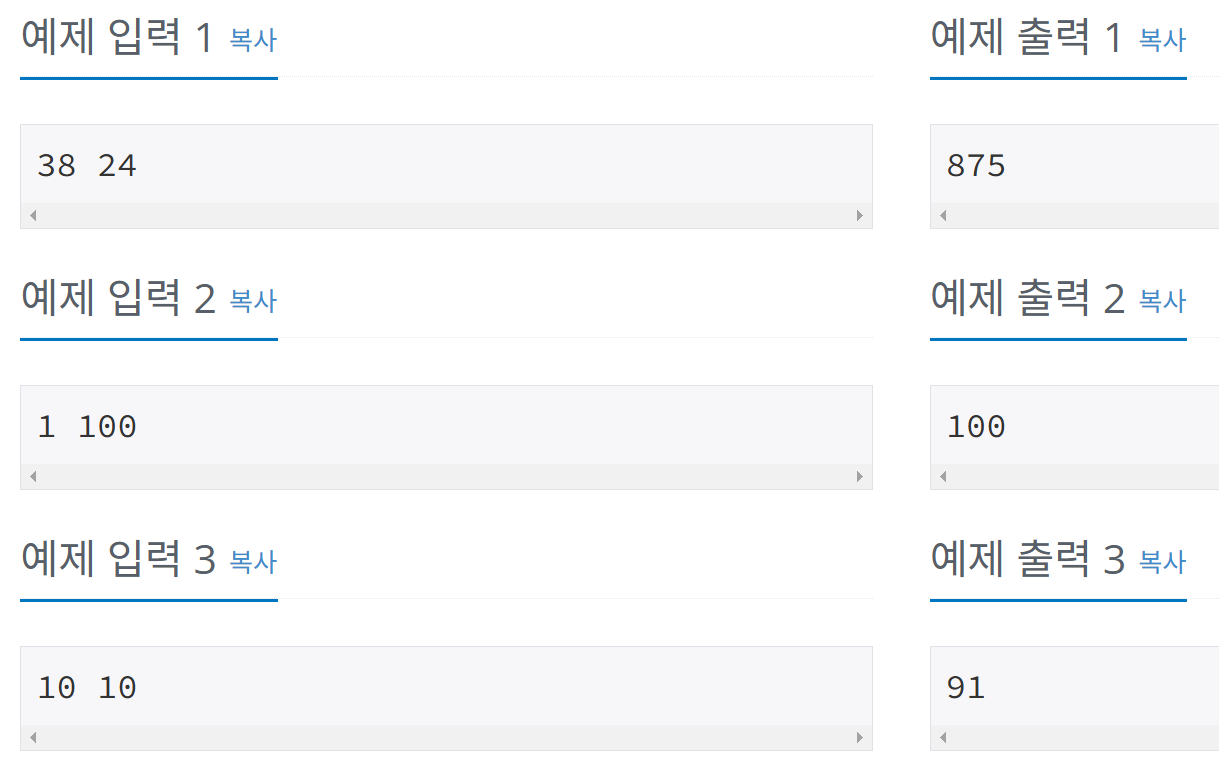 예제 입력 1 복사
예제 출력 1 복사
38 24
875
예제 입력 2 복사
예제 출력 2 복사
1 100
100
예제 입력 3 복사
예제 출력 3 복사
10 10
91